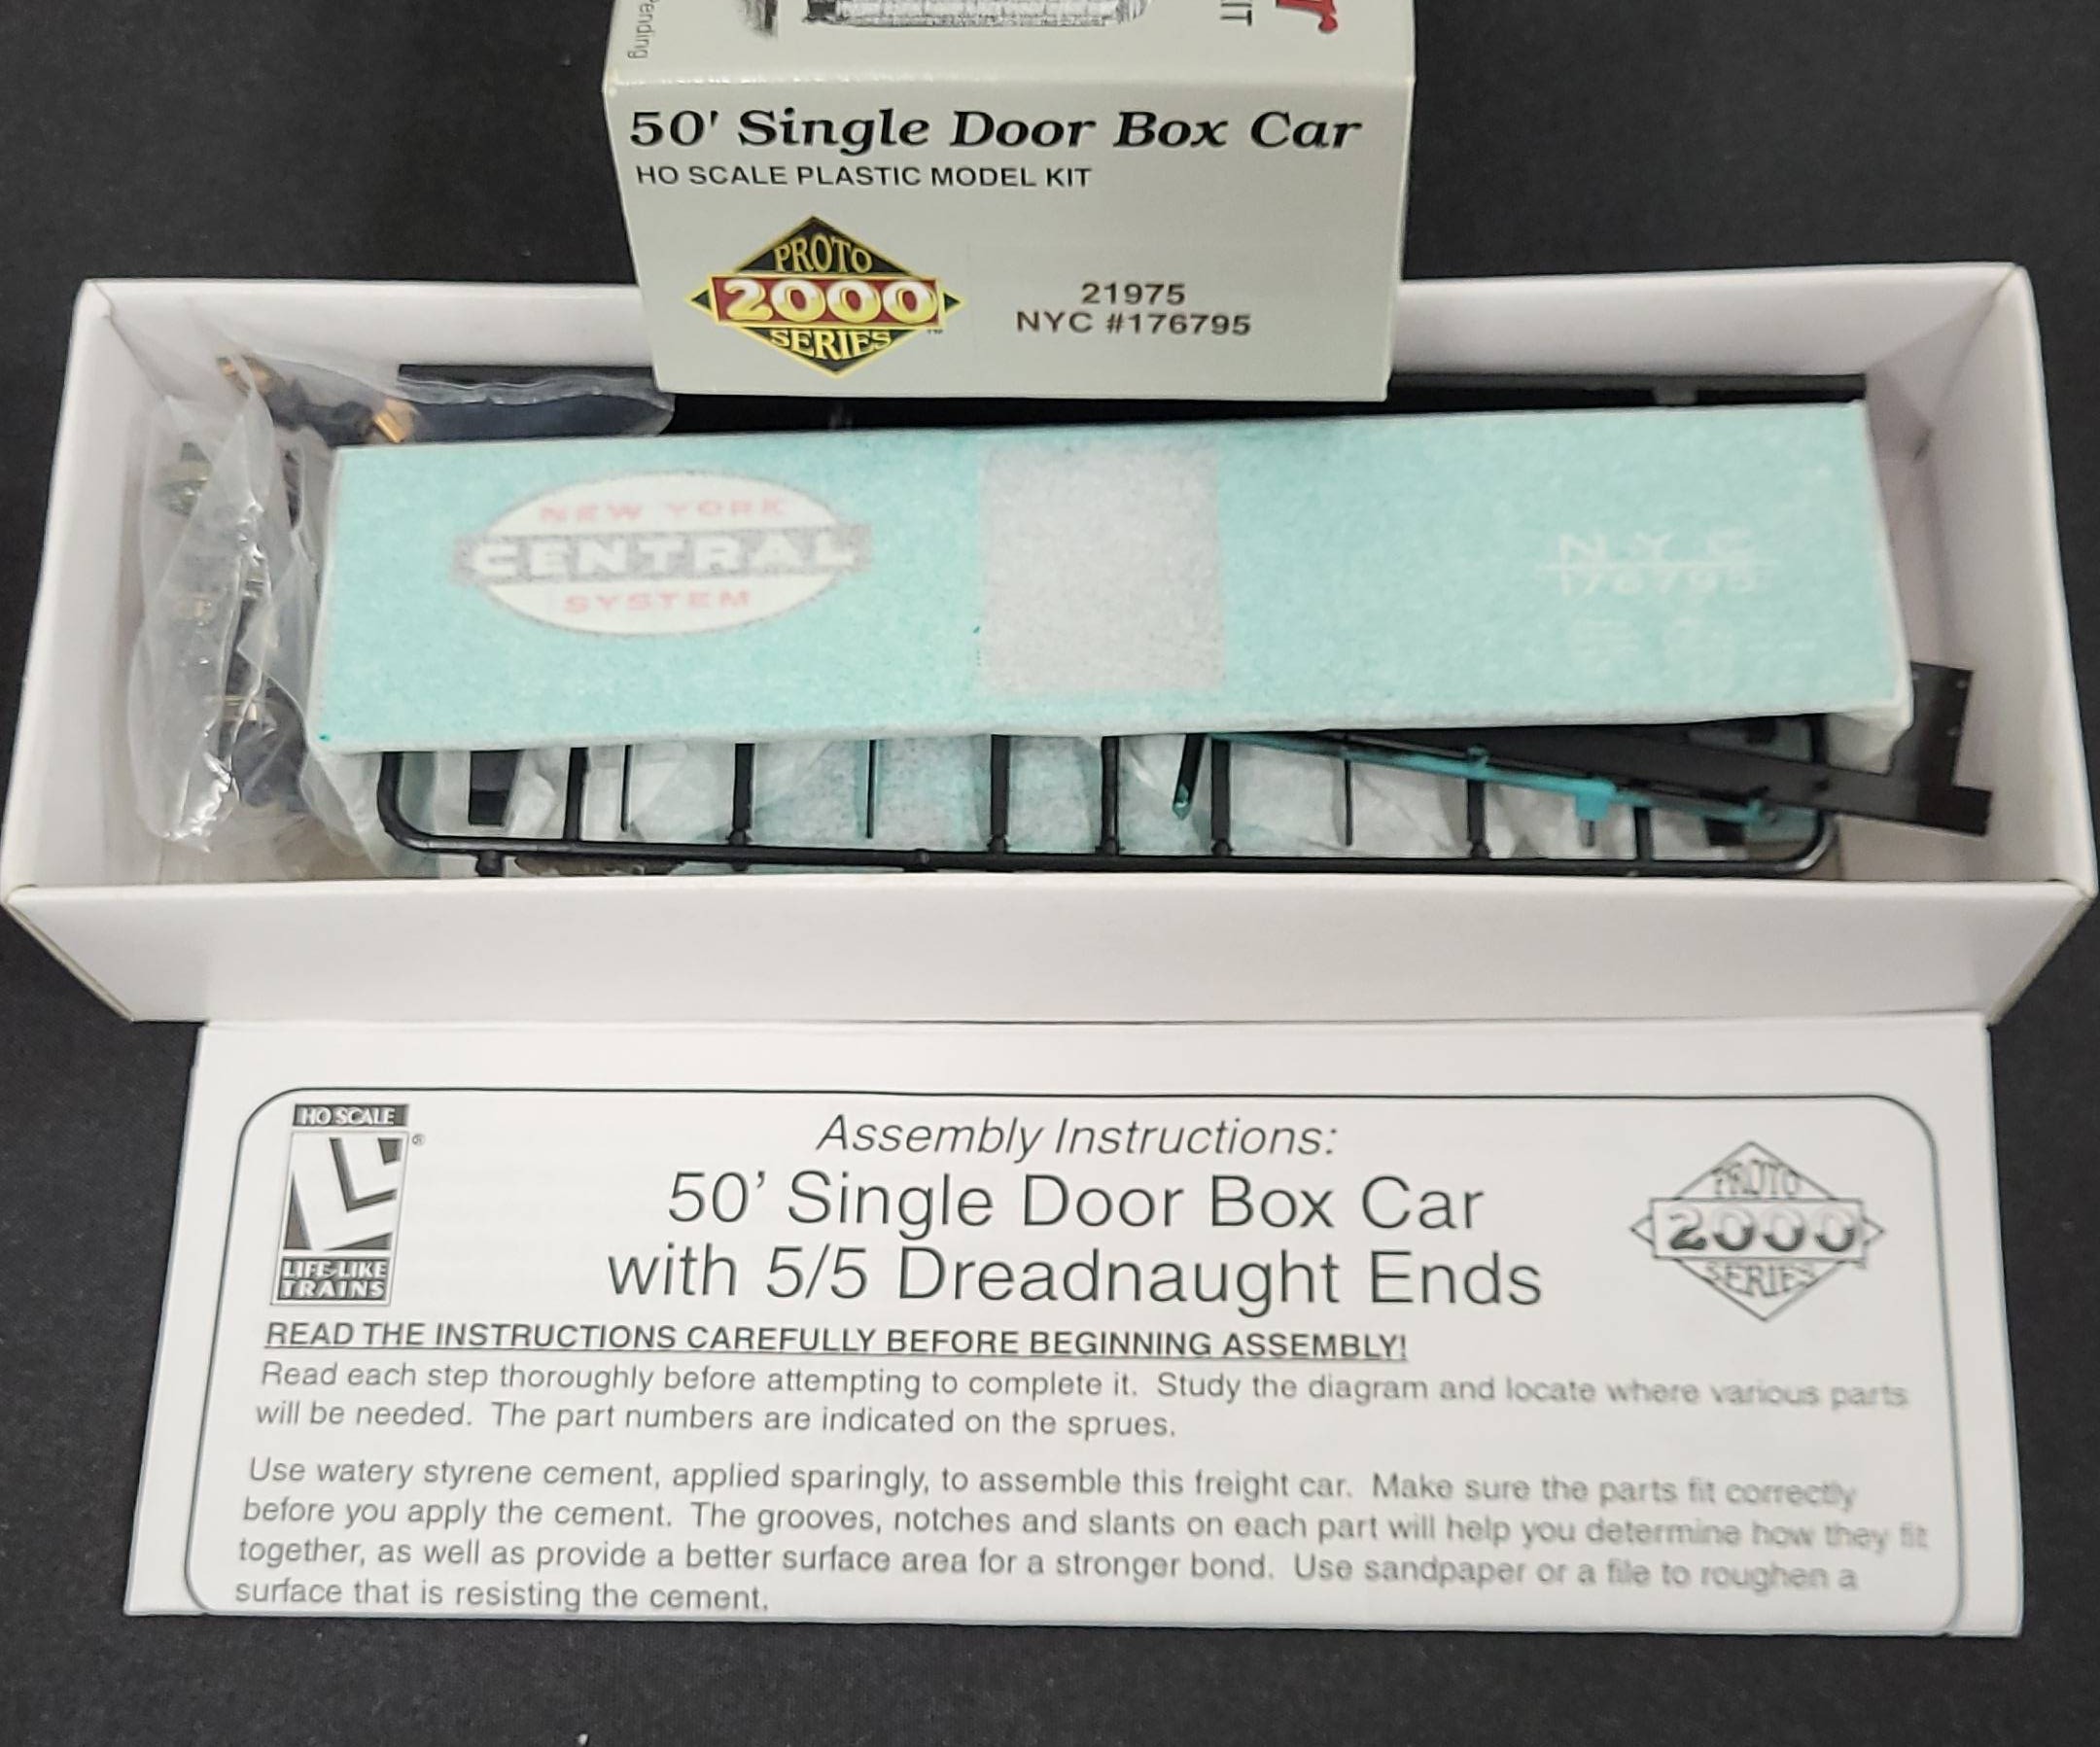 ending
IT
50' Single Door Box Car
HO SCALE PLASTIC MODEL KIT
PROTO
2000
SERIES
21975
NYC #176795
NEW YORK
CENTRAL
SYSTEM
N Y C
176795
HO SCALE
®
LIFE-LIKE
TRAINS
Assembly Instructions:
50' Single Door Box Car
with 5/5 Dreadnaught Ends
PROTO
2000
SERIES
READ THE INSTRUCTIONS CAREFULLY BEFORE BEGINNING ASSEMBLY!
Read each step thoroughly before attempting to complete it. Study the diagram and locate where various parts
will be needed. The part numbers are indicated on the sprues.
Use watery styrene cement, applied sparingly, to assemble this freight car. Make sure the parts fit correctly
before you apply the cement. The grooves, notches and slants on each part will help you determine how they fit
together, as well as provide a better surface area for a stronger bond. Use sandpaper or a file to roughen a
surface that is resisting the cement.